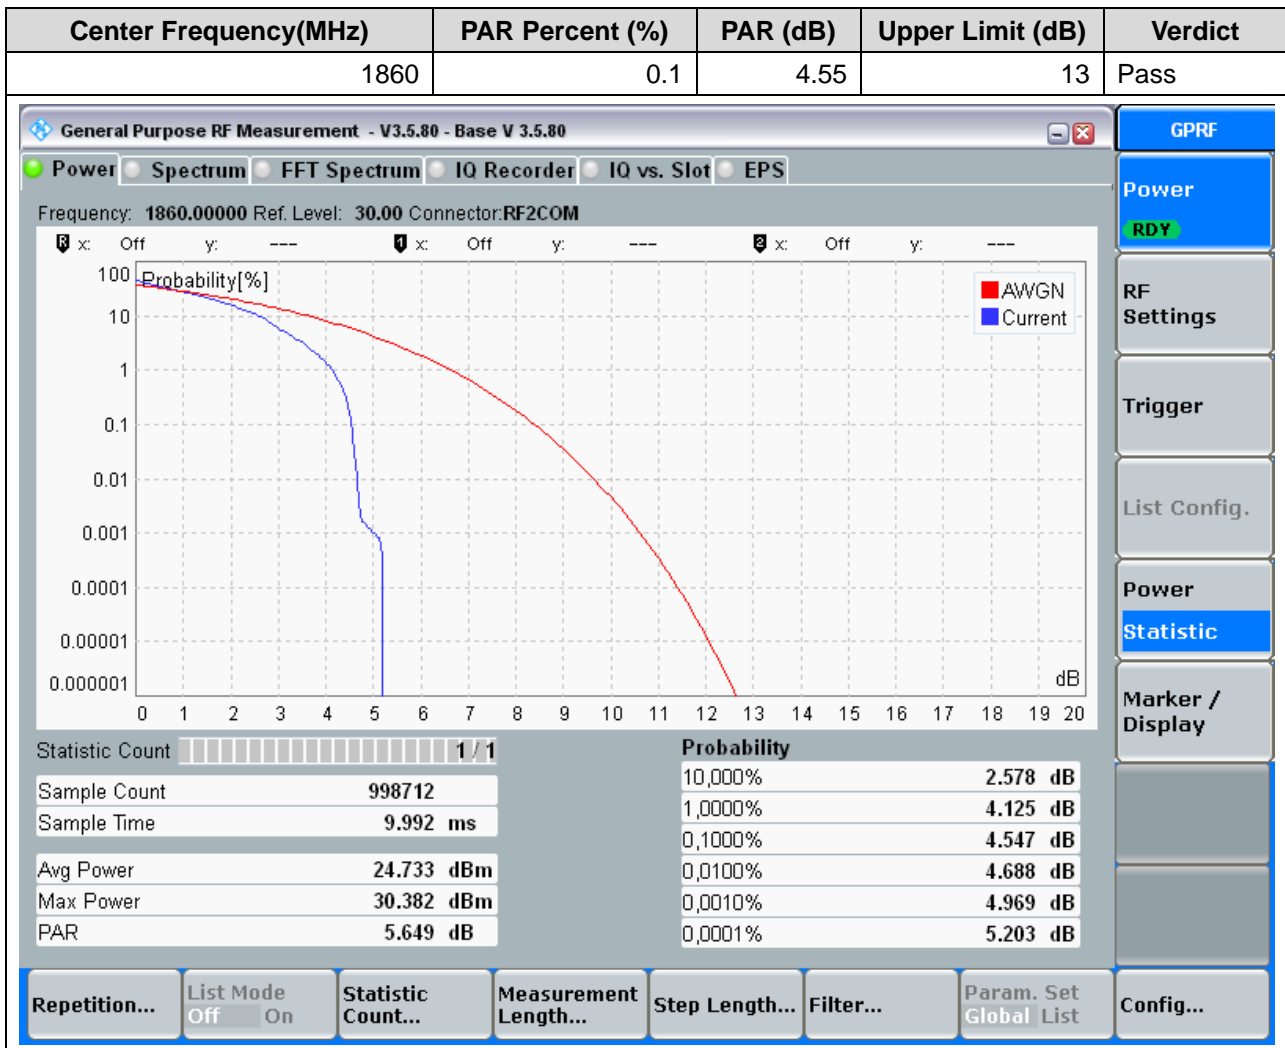 Center Frequency(MHz) PAR Percent (%) PAR (dB) Upper Limit (dB) Verdict
1860 0.1 4.55 13 Pass
General Purpose RF Measurement - V3.5.80 - Base V 3.5.80
GPRF
Power Spectrum FFT Spectrum IQ Recorder IQ vs. Slot EPS
Power
RDY
Frequency: 1860.00000 Ref. Level: 30.00 Connector:RF2COM
R x: Off y: --- 1 x: Off y: --- 2 x: Off y: ---
Probability[%]
AWGN
Current
100
10
1
0.1
0.01
0.001
0.0001
0.00001
0.000001
dB
0 1 2 3 4 5 6 7 8 9 10 11 12 13 14 15 16 17 18 19 20
RF
Settings
Trigger
List Config.
Power
Statistic
Marker /
Display
Statistic Count 1 / 1
Sample Count 998712
Sample Time 9.992 ms
Avg Power 24.733 dBm
Max Power 30.382 dBm
PAR 5.649 dB
Probability
10,000% 2.578 dB
1,0000% 4.125 dB
0,1000% 4.547 dB
0,0100% 4.688 dB
0,0010% 4.969 dB
0,0001% 5.203 dB
Repetition...
List Mode
Off On
Statistic
Count...
Measurement
Length...
Step Length...
Filter...
Param. Set
Global List
Config...